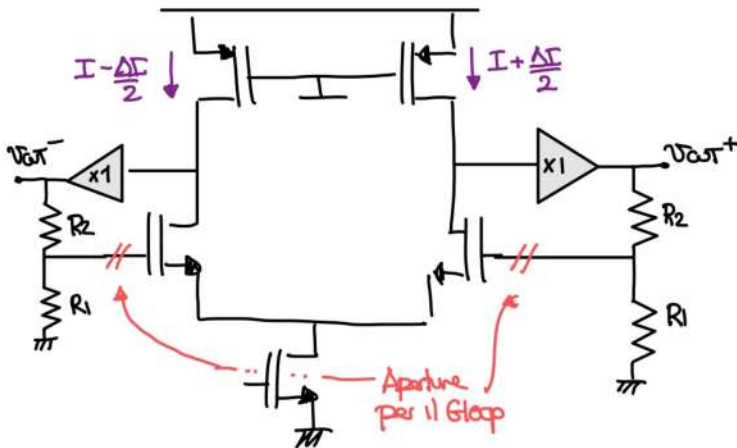 I - ΔI/2
I + ΔI/2
Vout-
x1
x1
Vout+
R2
R2
R1
R1
Aperture
per il Gloop